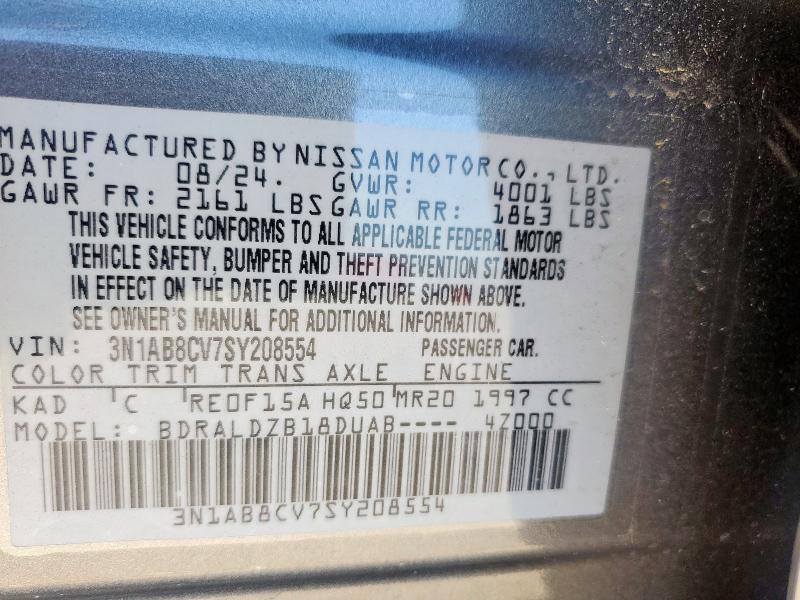 MANUFACTURED BY NISSAN MOTOR CO., LTD.
DATE: 08/24. GVWR: 4001 LBS
GAWR FR: 2161 LBS GAWR RR: 1863 LBS
THIS VEHICLE CONFORMS TO ALL APPLICABLE FEDERAL MOTOR
VEHICLE SAFETY, BUMPER AND THEFT PREVENTION STANDARDS
IN EFFECT ON THE DATE OF MANUFACTURE SHOWN ABOVE.
SEE OWNER'S MANUAL FOR ADDITIONAL INFORMATION.
VIN: 3N1AB8CV7SY208554 PASSENGER CAR.
COLOR TRIM TRANS AXLE ENGINE
KAD C RE0F15A HQ50 MR20 1997 CC
MODEL: BDRALDZB18DUAB---- 4Z000
3N1AB8CV7SY208554